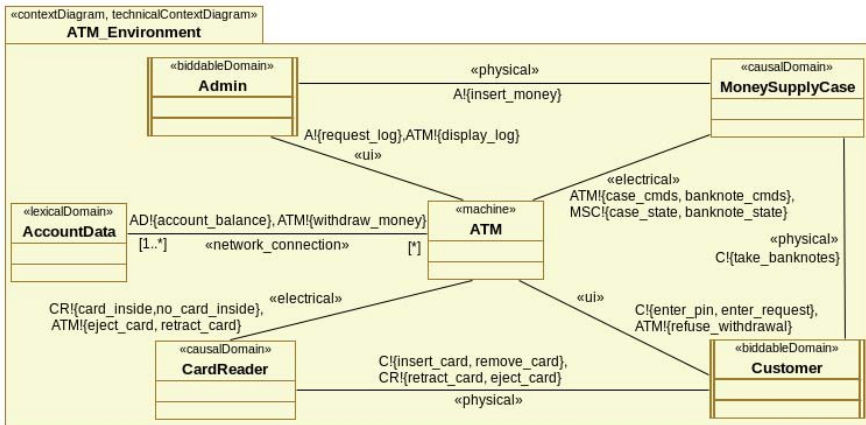 «contextDiagram, technicalContextDiagram»
ATM_Environment
«biddableDomain»
Admin
«physical»
A!{insert_money}
«causalDomain»
MoneySupplyCase
A!{request_log},ATM!{display_log}
«ui»
«electrical»
ATM!{case_cmds, banknote_cmds},
MSC!{case_state, banknote_state}
«lexicalDomain»
AccountData
AD!{account_balance}, ATM!{withdraw_money}
[1..*]
«network_connection»
[*]
«machine»
ATM
«physical»
C!{take_banknotes}
CR!{card_inside,no_card_inside},
ATM!{eject_card, retract_card}
«electrical»
«ui»
C!{enter_pin, enter_request},
ATM!{refuse_withdrawal}
«causalDomain»
CardReader
C!{insert_card, remove_card},
CR!{retract_card, eject_card}
«physical»
«biddableDomain»
Customer